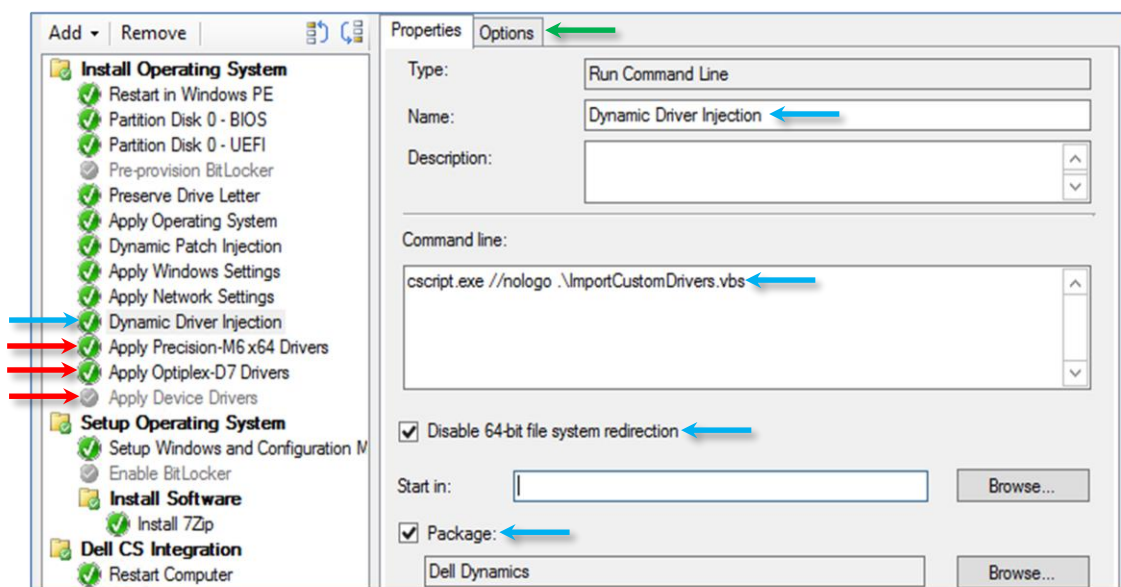 Add Remove
Install Operating System
Restart in Windows PE
Partition Disk 0 - BIOS
Partition Disk 0 - UEFI
Pre-provision BitLocker
Preserve Drive Letter
Apply Operating System
Dynamic Patch Injection
Apply Windows Settings
Apply Network Settings
Dynamic Driver Injection
Apply Precision-M6 x64 Drivers
Apply Optiplex-D7 Drivers
Apply Device Drivers
Setup Operating System
Setup Windows and Configuration M
Enable BitLocker
Install Software
Install 7Zip
Dell CS Integration
Restart Computer
Properties Options
Type: Run Command Line
Name: Dynamic Driver Injection
Description:
Command line:
cscript.exe //nologo .\ImportCustomDrivers.vbs
Disable 64-bit file system redirection
Start in: Browse...
Package:
Dell Dynamics Browse...